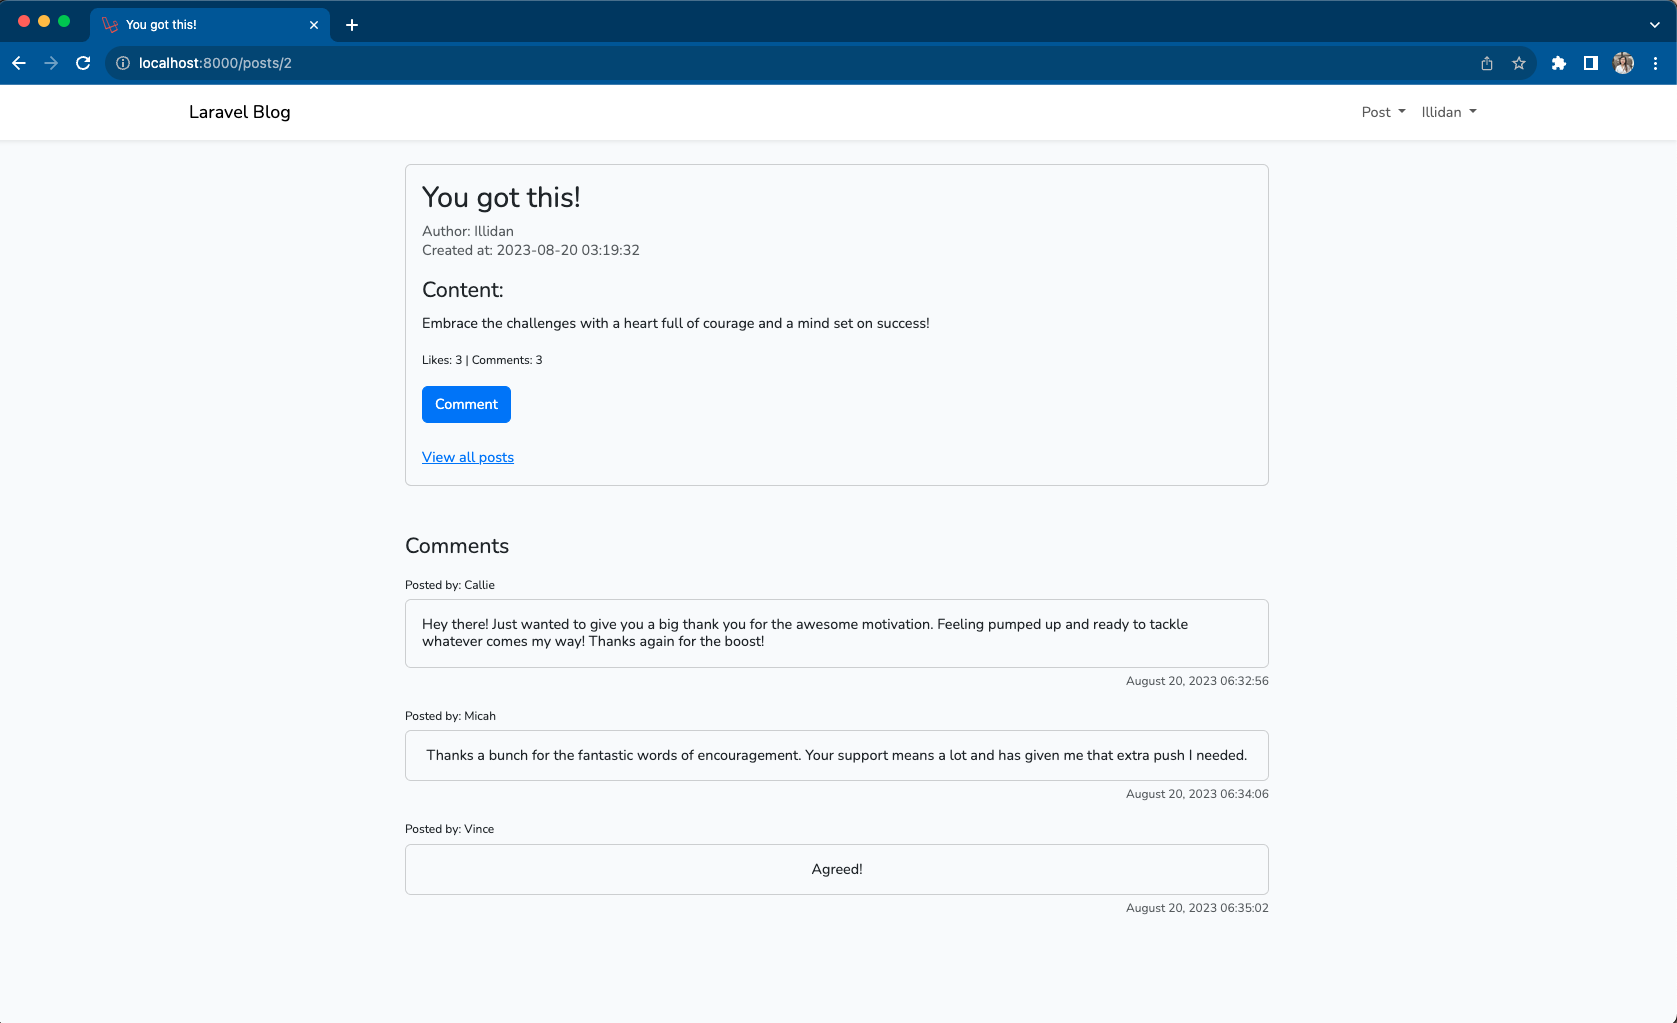 You got this!
localhost:8000/posts/2
Laravel Blog
Post
Illidan
You got this!
Author: Illidan
Created at: 2023-08-20 03:19:32
Content:
Embrace the challenges with a heart full of courage and a mind set on success!
Likes: 3 | Comments: 3
Comment
View all posts
Comments
Posted by: Callie
Hey there! Just wanted to give you a big thank you for the awesome motivation. Feeling pumped up and ready to tackle
whatever comes my way! Thanks again for the boost!
August 20, 2023 06:32:56
Posted by: Micah
Thanks a bunch for the fantastic words of encouragement. Your support means a lot and has given me that extra push I needed.
August 20, 2023 06:34:06
Posted by: Vince
Agreed!
August 20, 2023 06:35:02